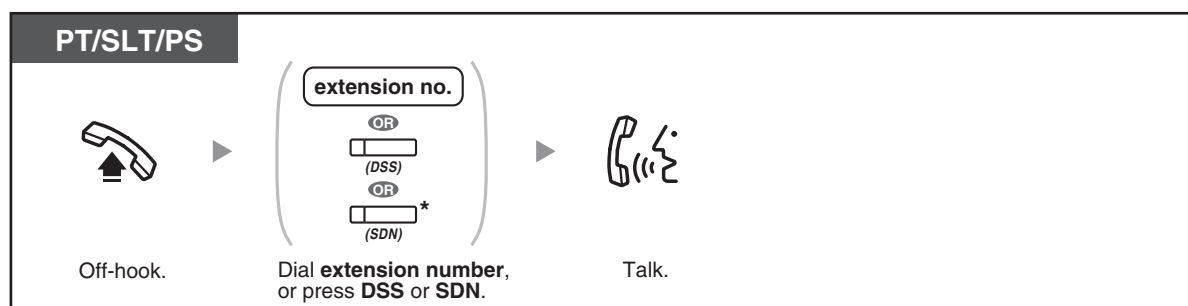 PT/SLT/PS
extension no.
OR
(DSS)
OR
*
(SDN)
Off-hook.
Dial extension number,
or press DSS or SDN.
Talk.